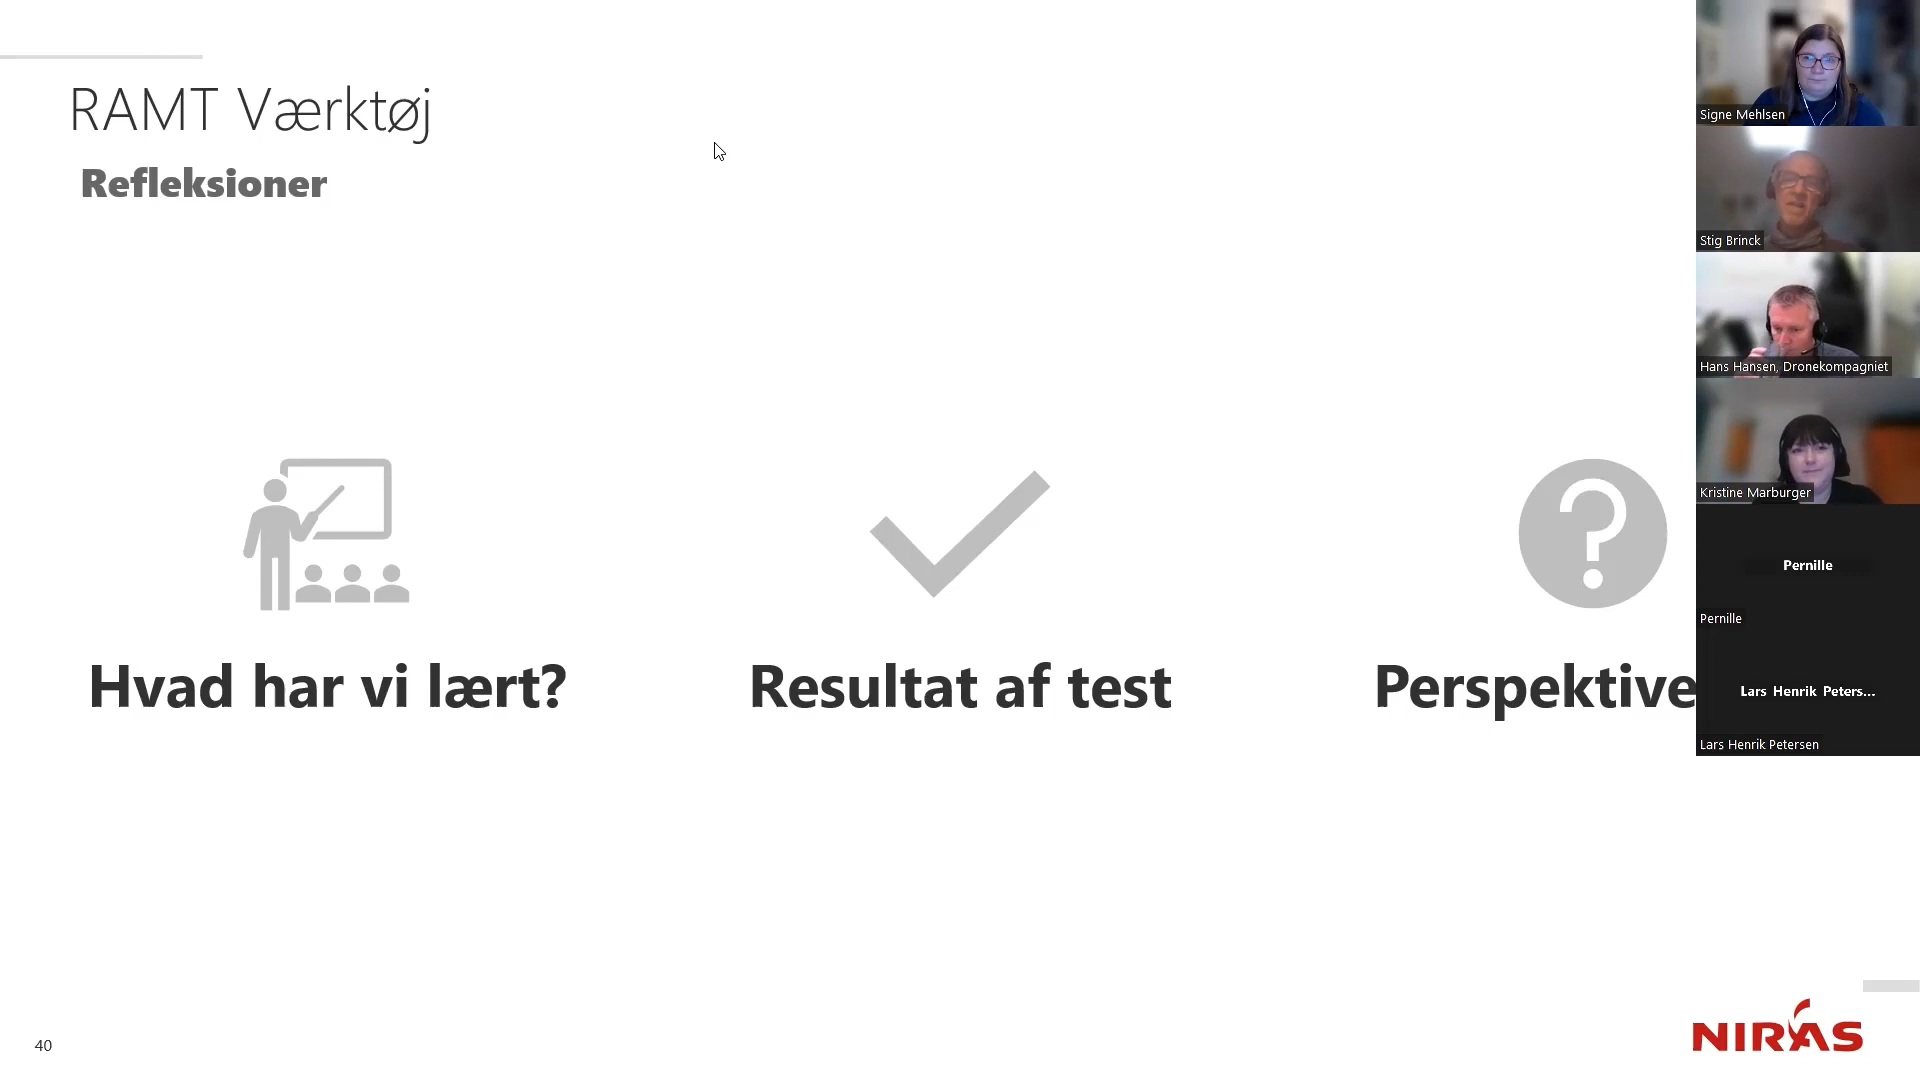 RAMT Værktøj
Refleksioner
Hvad har vi lært?
Resultat af test
Perspektive
Signe Mehlsen
Stig Brinck
Hans Hansen, Dronekompagniet
Kristine Marburger
Pernille
Pernille
Lars Henrik Peters...
Lars Henrik Petersen
40
NIRAS